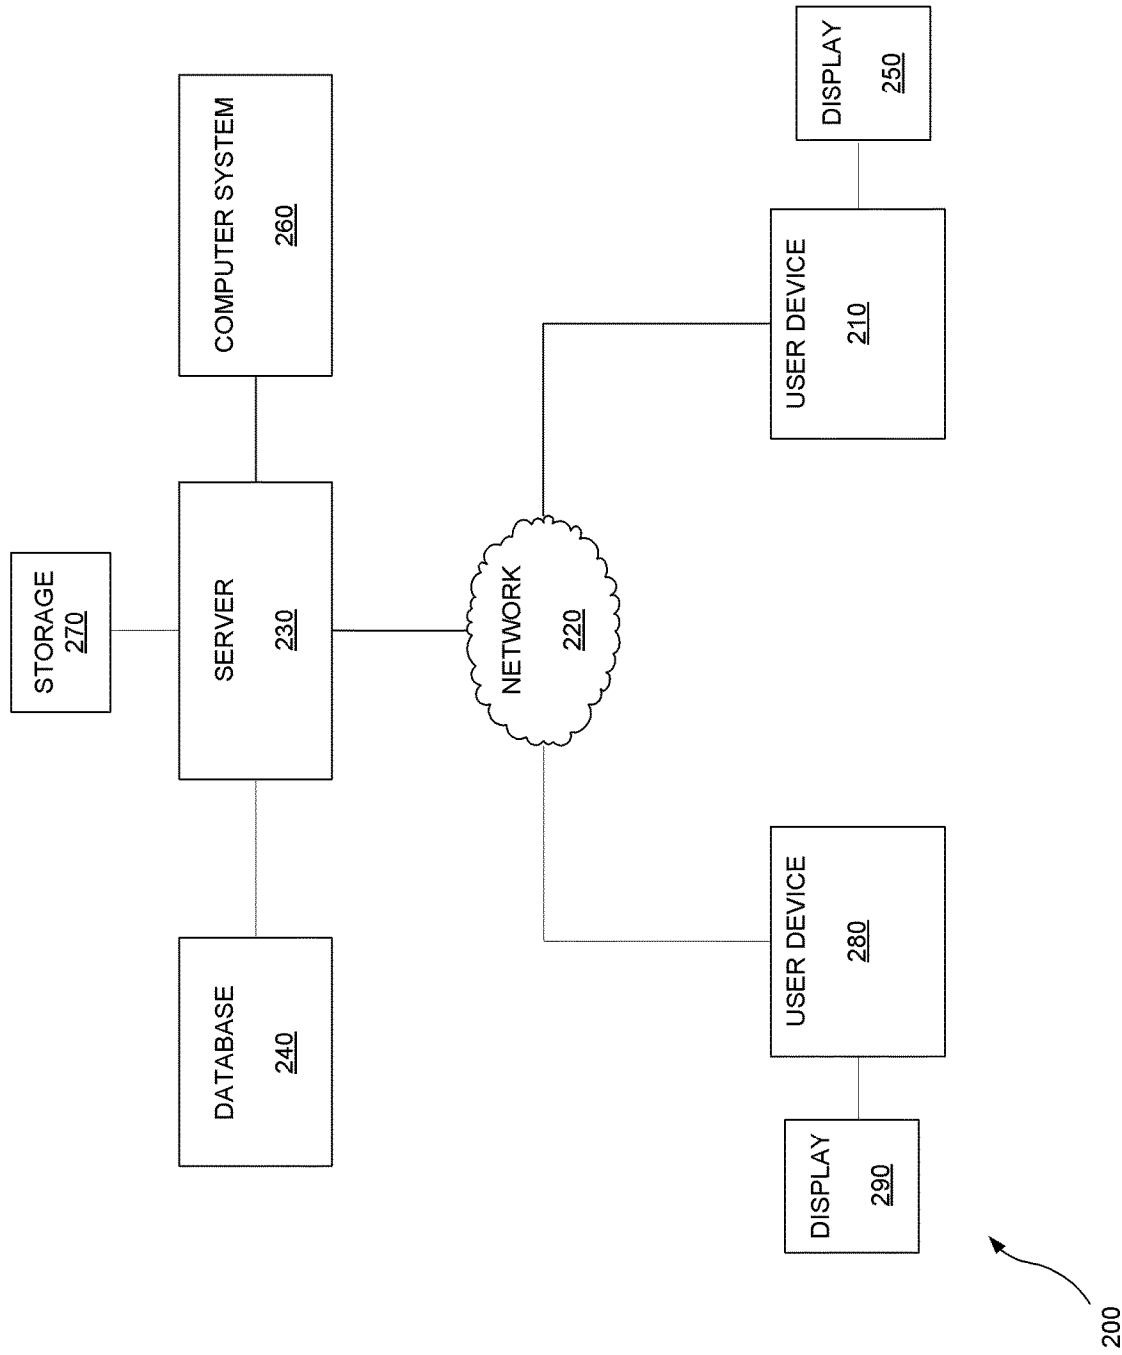 STORAGE
270
DATABASE
240
SERVER
230
COMPUTER SYSTEM
260
NETWORK
220
USER DEVICE
280
USER DEVICE
210
DISPLAY
290
DISPLAY
250
200